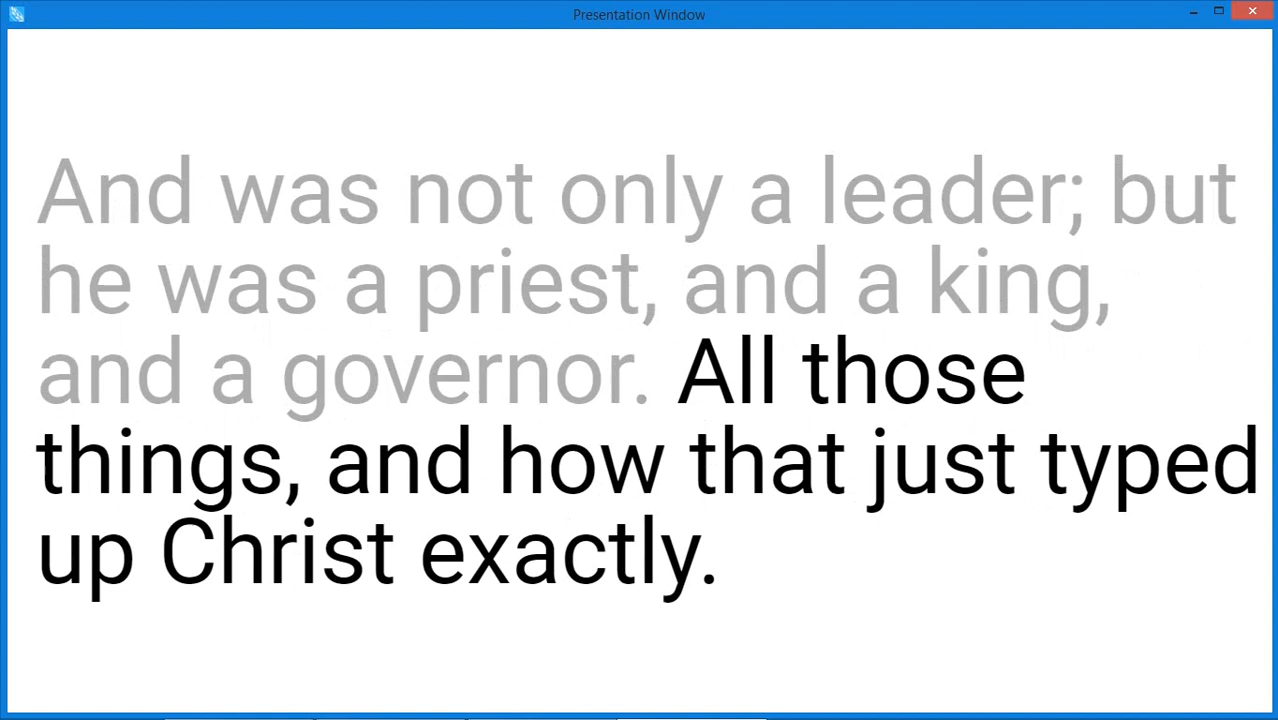 Presentation Window
And was not only a leader; but
he was a priest, and a king,
and a governor. All those
things, and how that just typed
up Christ exactly.